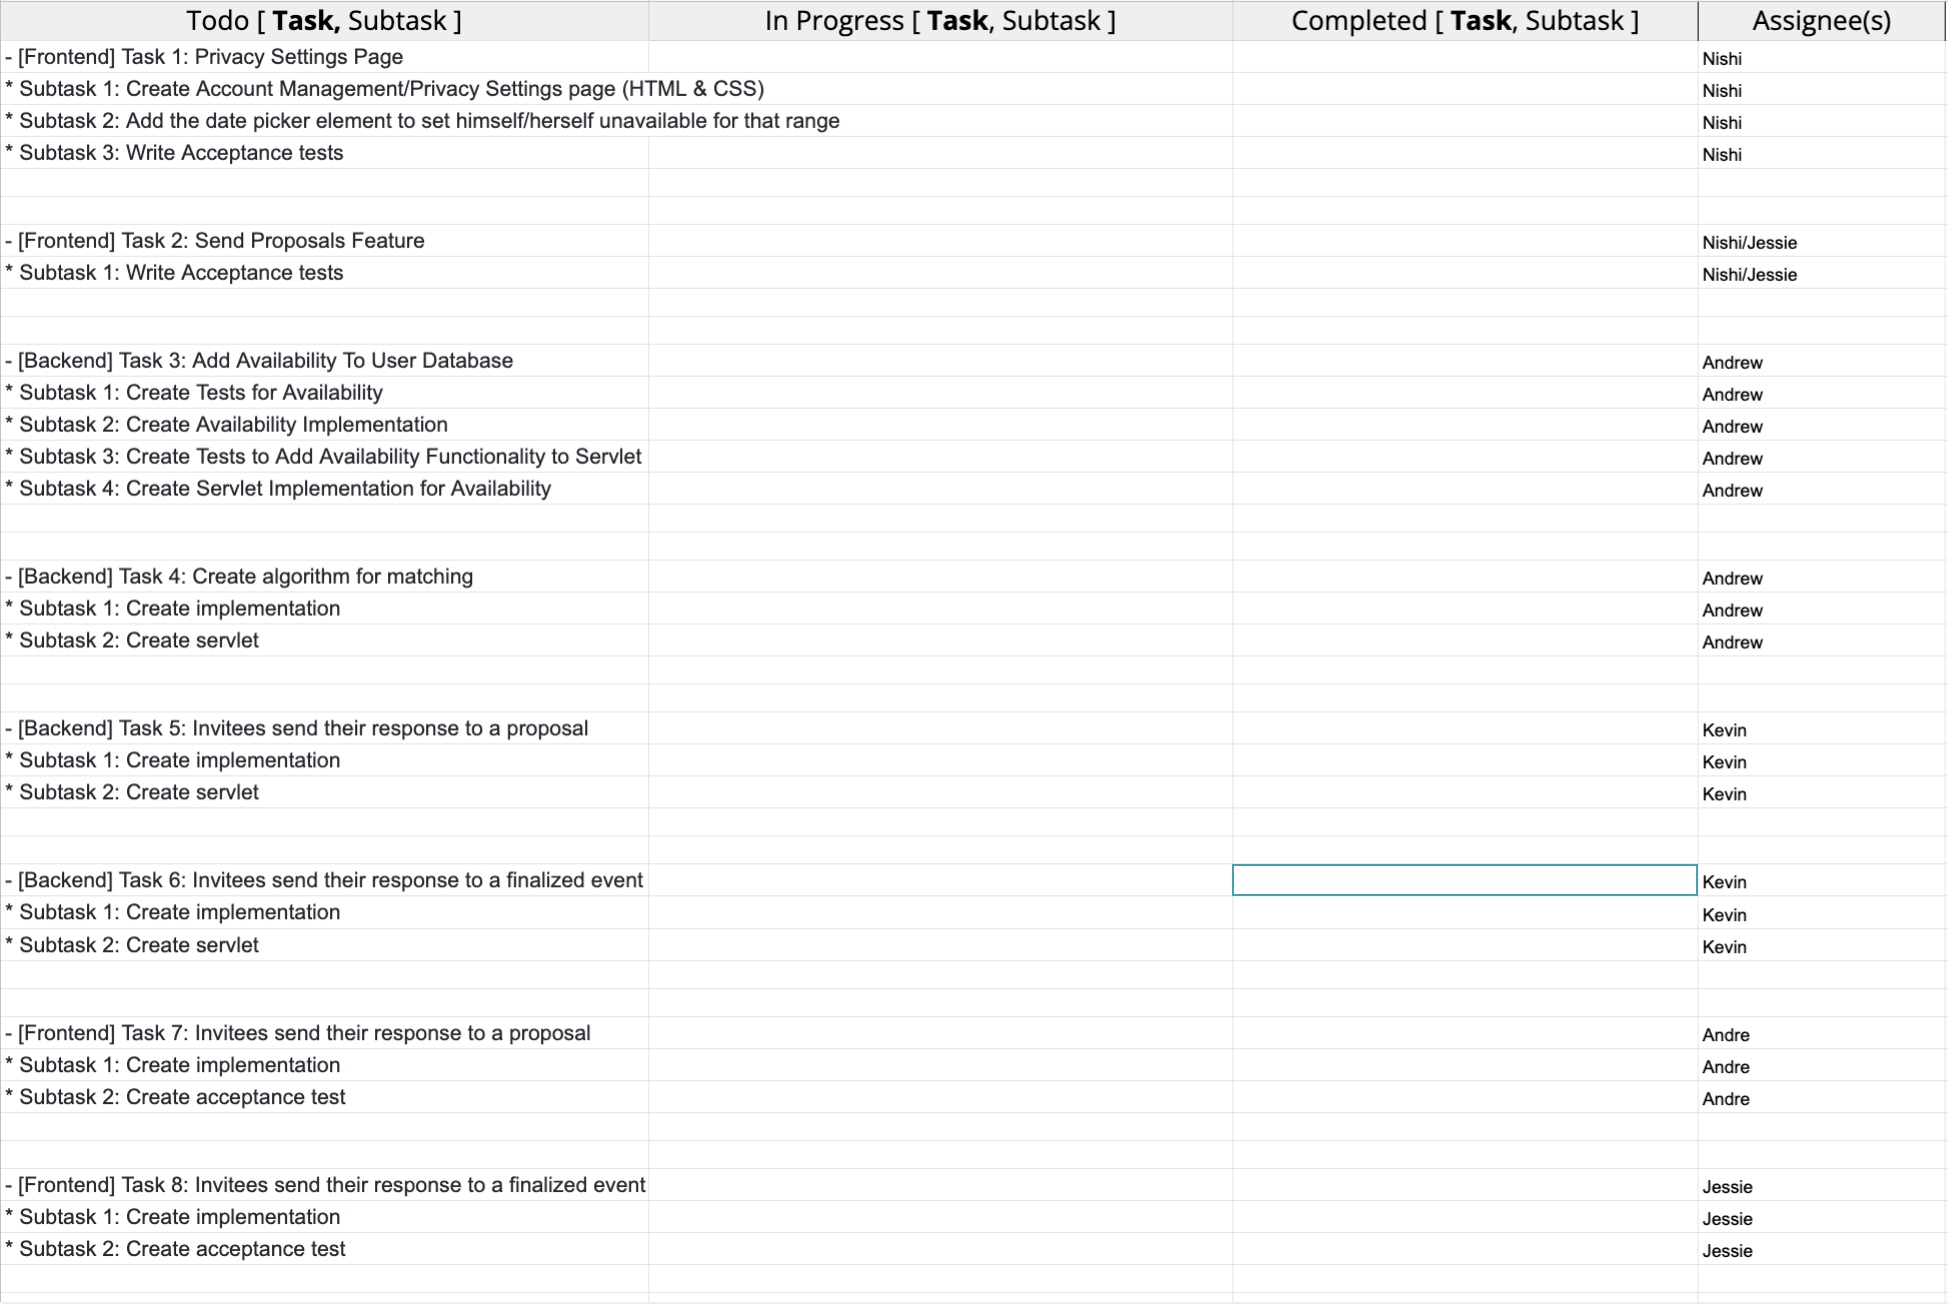 Todo [ Task, Subtask ] In Progress [ Task, Subtask ] Completed [ Task, Subtask ] Assignee(s)
- [Frontend] Task 1: Privacy Settings Page Nishi
* Subtask 1: Create Account Management/Privacy Settings page (HTML & CSS) Nishi
* Subtask 2: Add the date picker element to set himself/herself unavailable for that range Nishi
* Subtask 3: Write Acceptance tests Nishi
- [Frontend] Task 2: Send Proposals Feature Nishi/Jessie
* Subtask 1: Write Acceptance tests Nishi/Jessie
- [Backend] Task 3: Add Availability To User Database Andrew
* Subtask 1: Create Tests for Availability Andrew
* Subtask 2: Create Availability Implementation Andrew
* Subtask 3: Create Tests to Add Availability Functionality to Servlet Andrew
* Subtask 4: Create Servlet Implementation for Availability Andrew
- [Backend] Task 4: Create algorithm for matching Andrew
* Subtask 1: Create implementation Andrew
* Subtask 2: Create servlet Andrew
- [Backend] Task 5: Invitees send their response to a proposal Kevin
* Subtask 1: Create implementation Kevin
* Subtask 2: Create servlet Kevin
- [Backend] Task 6: Invitees send their response to a finalized event Kevin
* Subtask 1: Create implementation Kevin
* Subtask 2: Create servlet Kevin
- [Frontend] Task 7: Invitees send their response to a proposal Andre
* Subtask 1: Create implementation Andre
* Subtask 2: Create acceptance test Andre
- [Frontend] Task 8: Invitees send their response to a finalized event Jessie
* Subtask 1: Create implementation Jessie
* Subtask 2: Create acceptance test Jessie